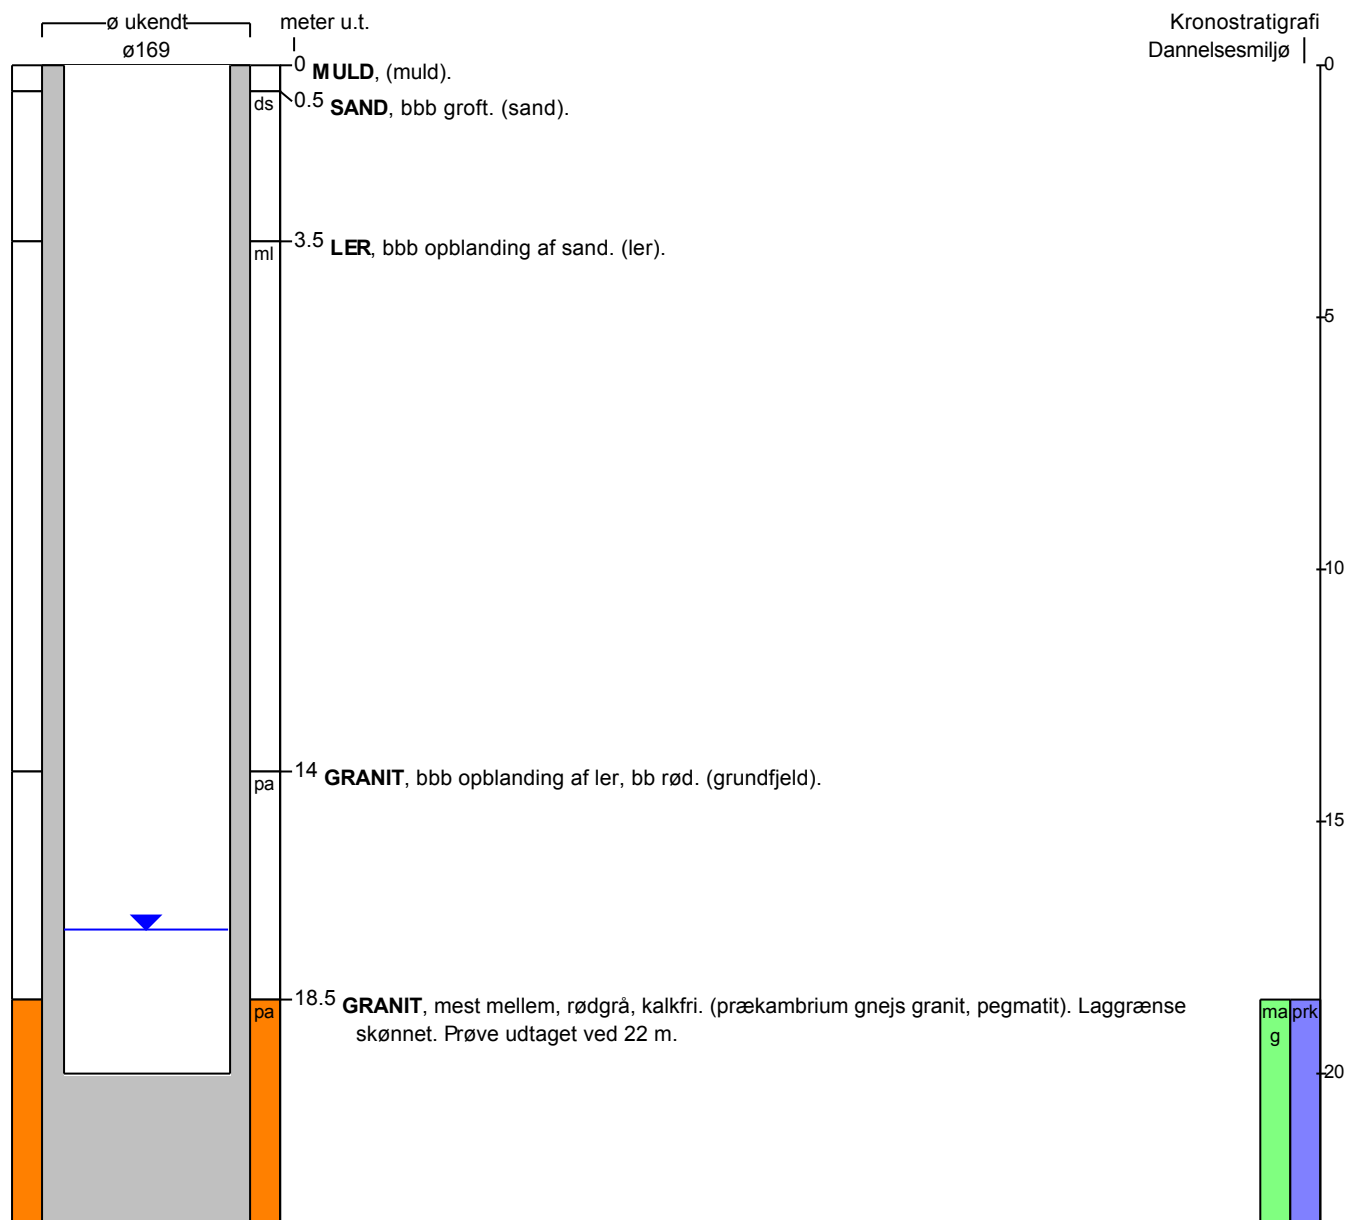 ø ukendt meter u.t. Kronostratigrafi
ø169 Dannelsesmiljø
0 MULD, (muld). 0
ds 0.5 SAND, bbb groft. (sand).
3.5 LER, bbb opblanding af sand. (ler).
ml
5
10
14 GRANIT, bbb opblanding af ler, bb rød. (grundfjeld).
pa
15
18.5 GRANIT, mest mellem, rødgrå, kalkfri. (prækambrium gnejs granit, pegmatit). Laggrænse
pa ma prk
skønnet. Prøve udtaget ved 22 m. g
20